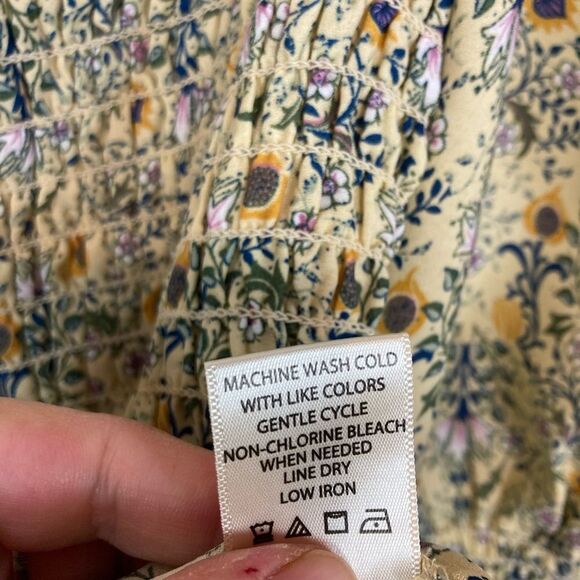 MACHINE WASH COLD
WITH LIKE COLORS
GENTLE CYCLE
NON-CHLORINE BLEACH
WHEN NEEDED
LINE DRY
LOW IRON